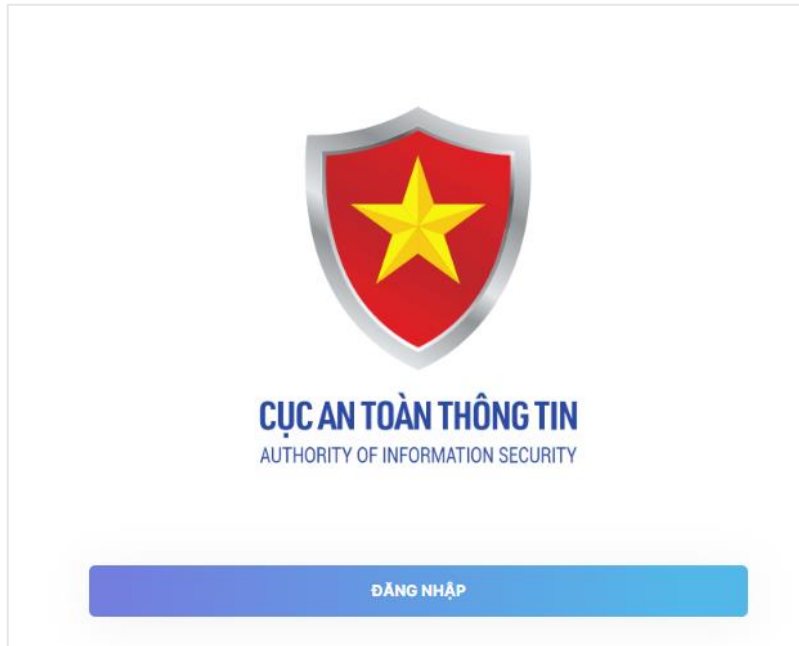 CỤC AN TOÀN THÔNG TIN
AUTHORITY OF INFORMATION SECURITY
ĐĂNG NHẬP